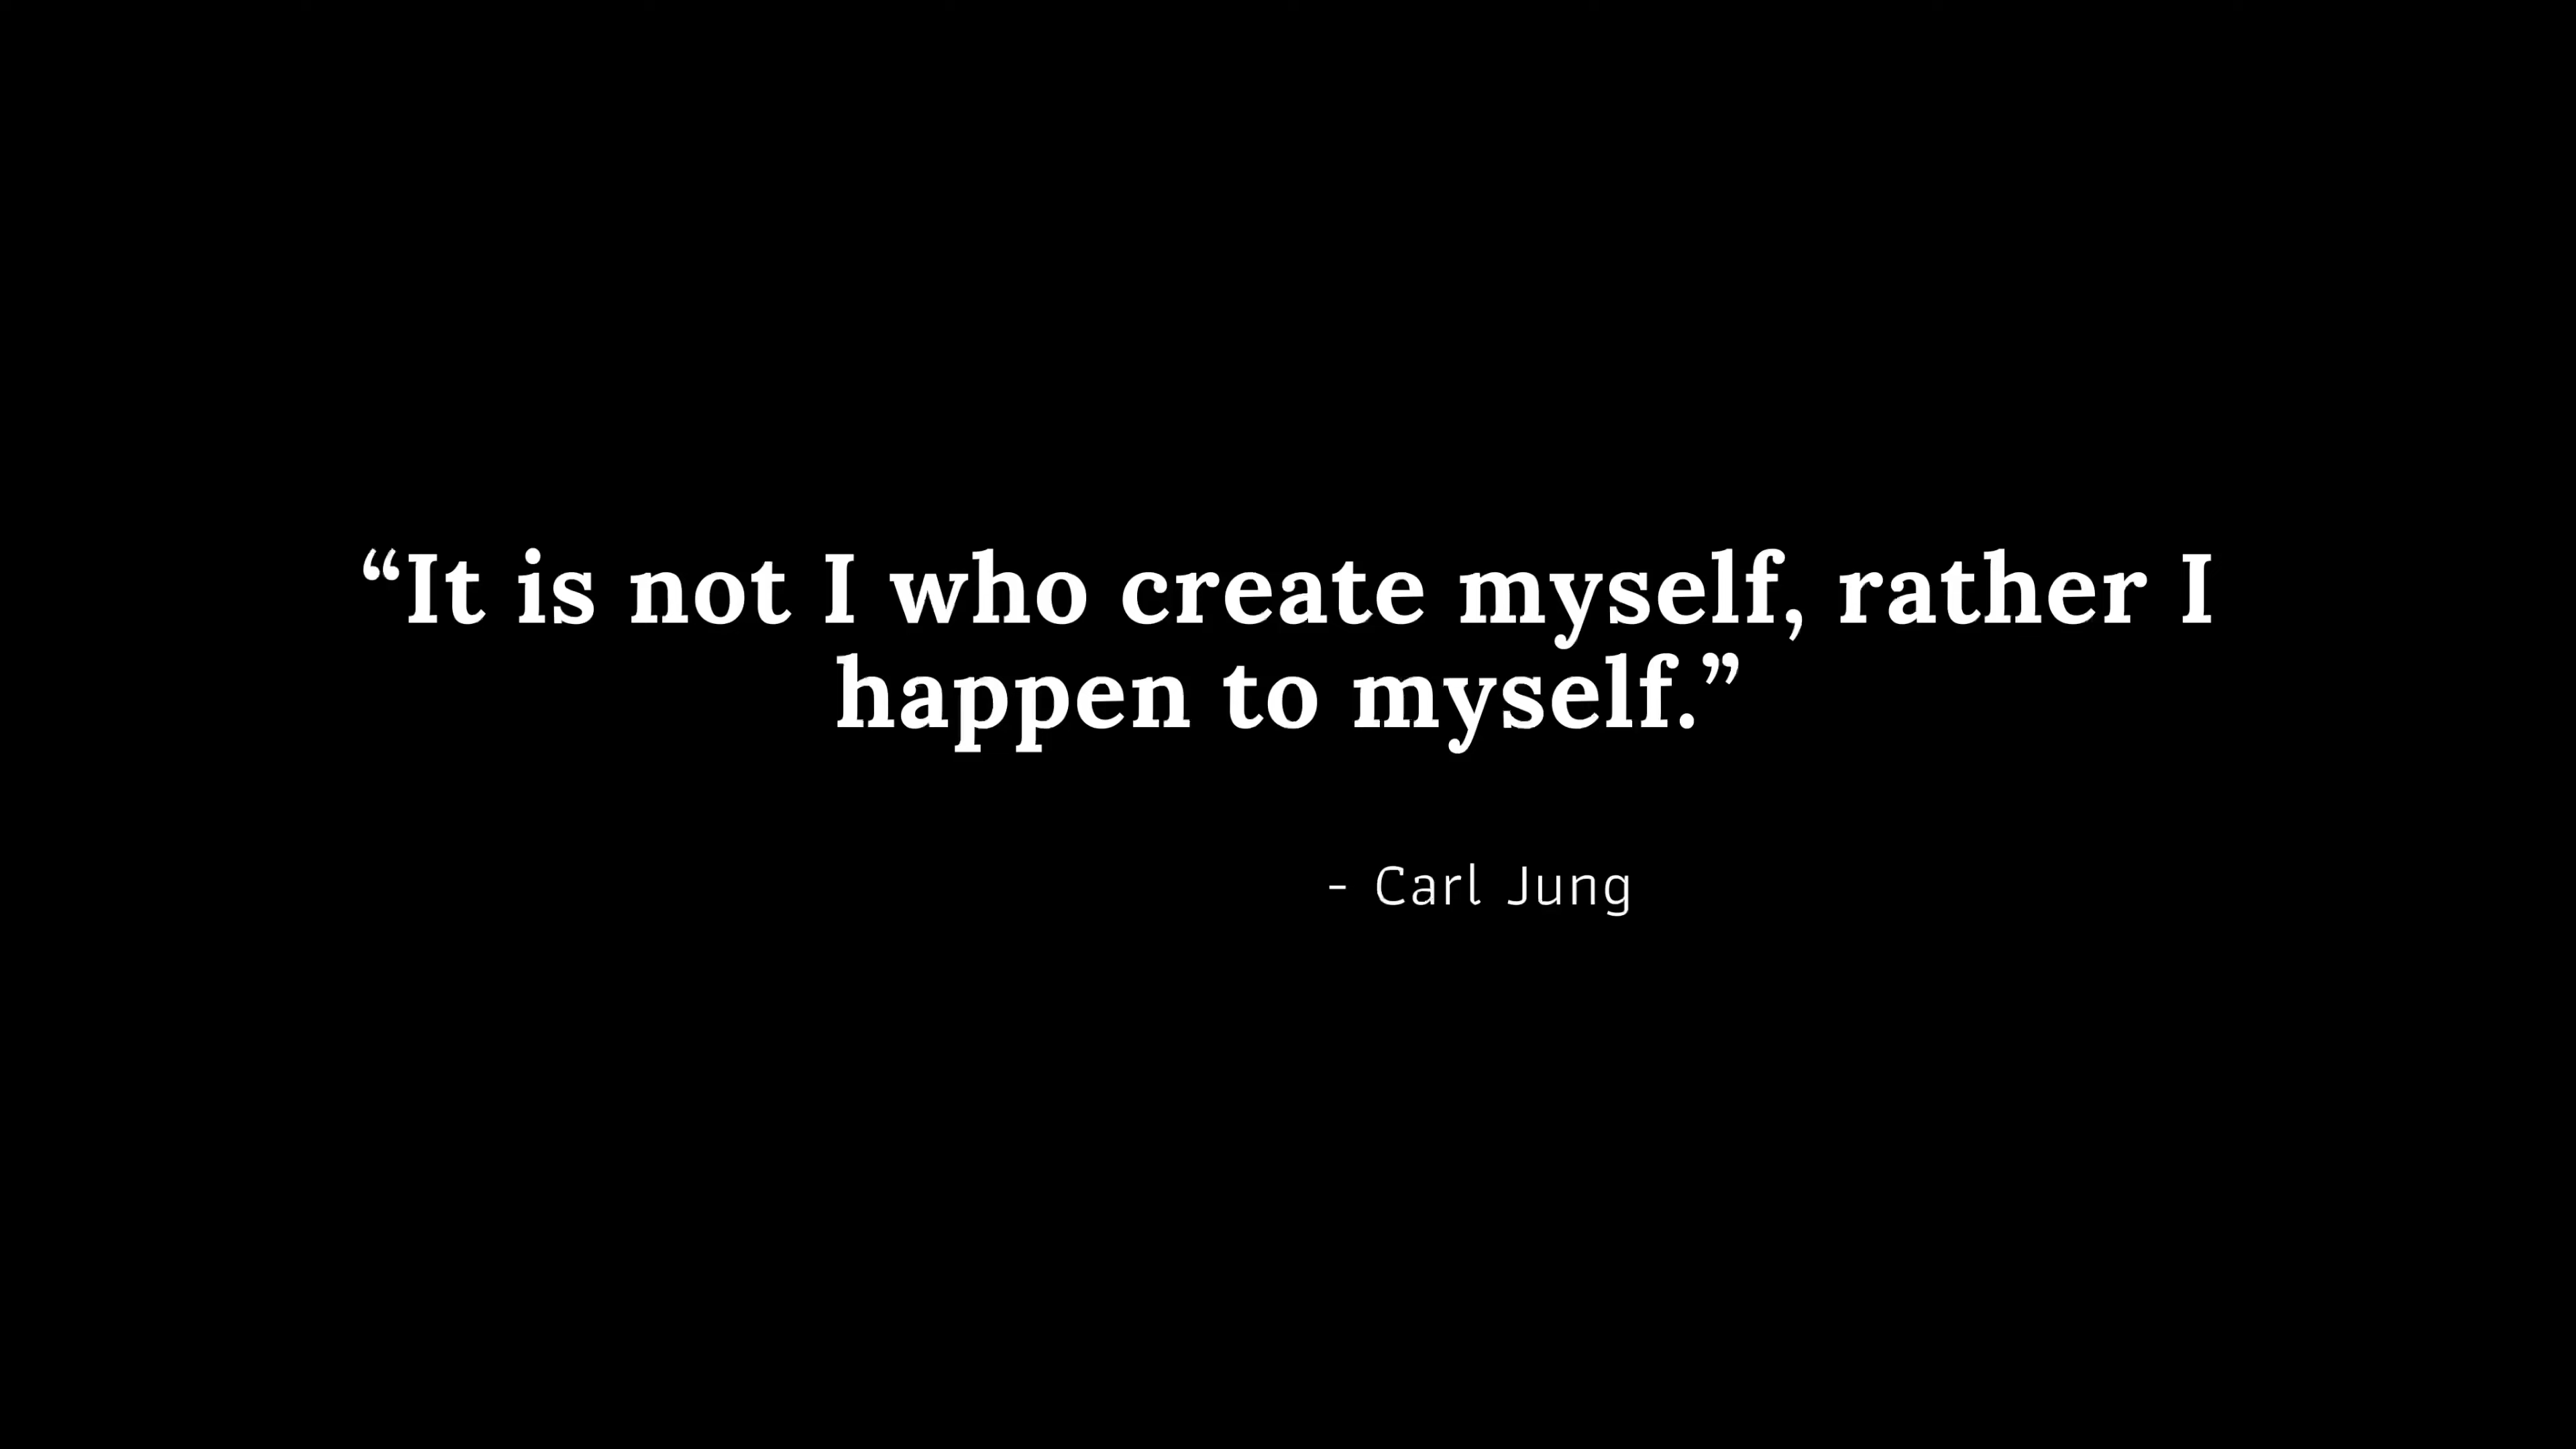 “It is not I who create myself, rather I
happen to myself.”
- Carl Jung